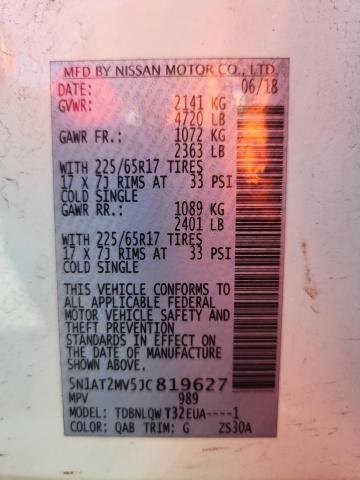 MFD BY NISSAN MOTOR CO., LTD
DATE: 06/18
GVWR: 2141 KG
4720 LB
GAWR FR.: 1072 KG
2363 LB
WITH 225/65R17 TIRES
17 X 7J RIMS AT 33 PSI
COLD SINGLE
GAWR RR.: 1089 KG
2401 LB
WITH 225/65R17 TIRES
17 X 7J RIMS AT 33 PSI
COLD SINGLE
THIS VEHICLE CONFORMS TO
ALL APPLICABLE FEDERAL
MOTOR VEHICLE SAFETY AND
THEFT PREVENTION STANDARDS
IN EFFECT ON THE DATE OF
MANUFACTURE SHOWN
ABOVE.
5N1AT2MV5JC819627
MPV 989
MODEL: TDBNLQW T32EUA----1
COLOR: QAB TRIM: G ZS30A